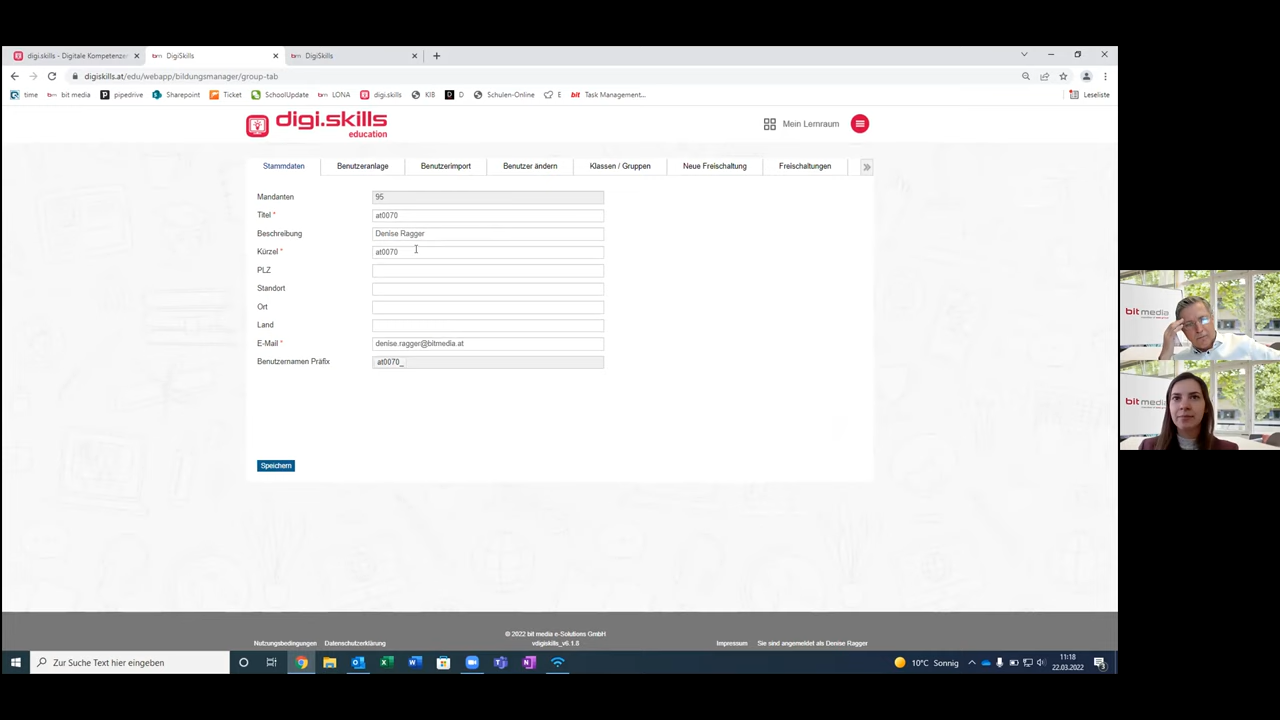 digi.skills - Digitale Kompetenzen
DigiSkills
DigiSkills
digiskills.at/edu/webapp/bildungsmanager/group-tab
time
bit media
pipedrive
Sharepoint
Ticket
SchoolUpdate
LONA
digi.skills
KIB
D
Schulen-Online
E
bit Task Management...
Leseliste
digi.skills
education
Mein Lernraum
Stammdaten
Benutzeranlage
Benutzerimport
Benutzer ändern
Klassen / Gruppen
Neue Freischaltung
Freischaltungen
»
Mandanten 95
Titel * at0070
Beschreibung Denise Ragger
Kürzel * at0070
PLZ
Standort
Ort
Land
E-Mail * denise.ragger@bitmedia.at
Benutzernamen Präfix at0070_
Speichern
© 2022 bit media e-Solutions GmbH
Nutzungsbedingungen Datenschutzerklärung vdigiskills_v6.1.8 Impressum Sie sind angemeldet als Denise Ragger
Zur Suche Text hier eingeben
10°C Sonnig
11:18
22.03.2022
bit media
bit media